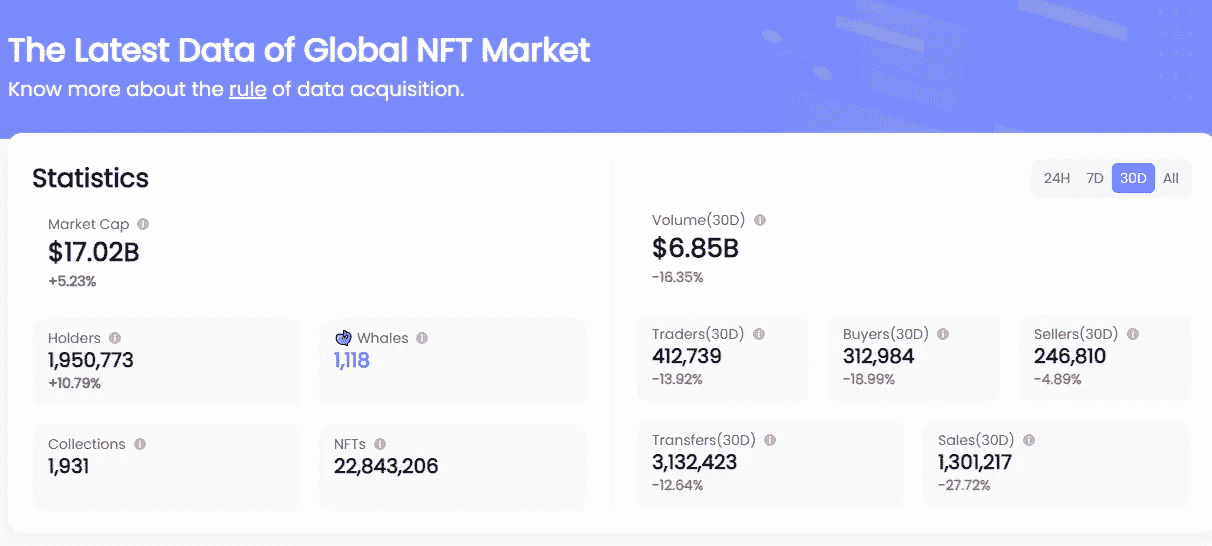 The Latest Data of Global NFT Market
Know more about the rule of data acquisition.
Statistics
24H 7D 30D All
Market Cap
$17.02B
+5.23%
Volume(30D)
$6.85B
-16.35%
Holders
1,950,773
+10.79%
Whales
1,118
Traders(30D)
412,739
-13.92%
Buyers(30D)
312,984
-18.99%
Sellers(30D)
246,810
-4.89%
Collections
1,931
NFTs
22,843,206
Transfers(30D)
3,132,423
-12.64%
Sales(30D)
1,301,217
-27.72%